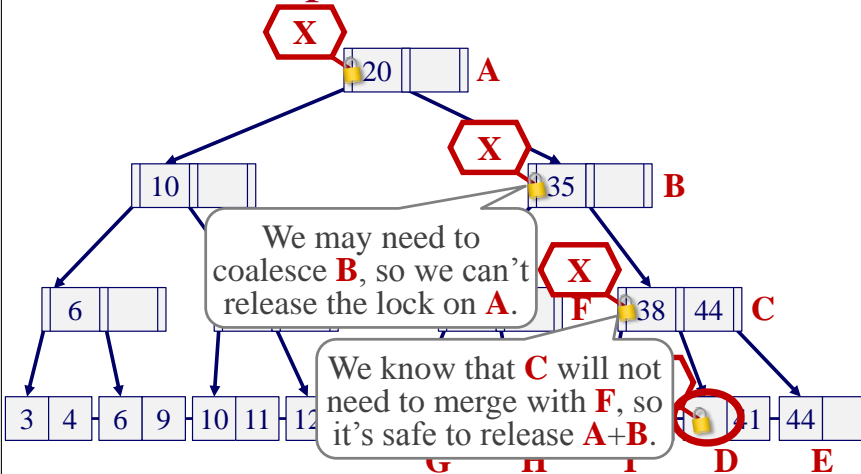 X
20 A
X
10 35 B
We may need to
coalesce B, so we can't
release the lock on A.
X
6 F 38 44 C
We know that C will not
need to merge with F, so
it's safe to release A+B.
3 4 6 9 10 11 12 41 44
D E